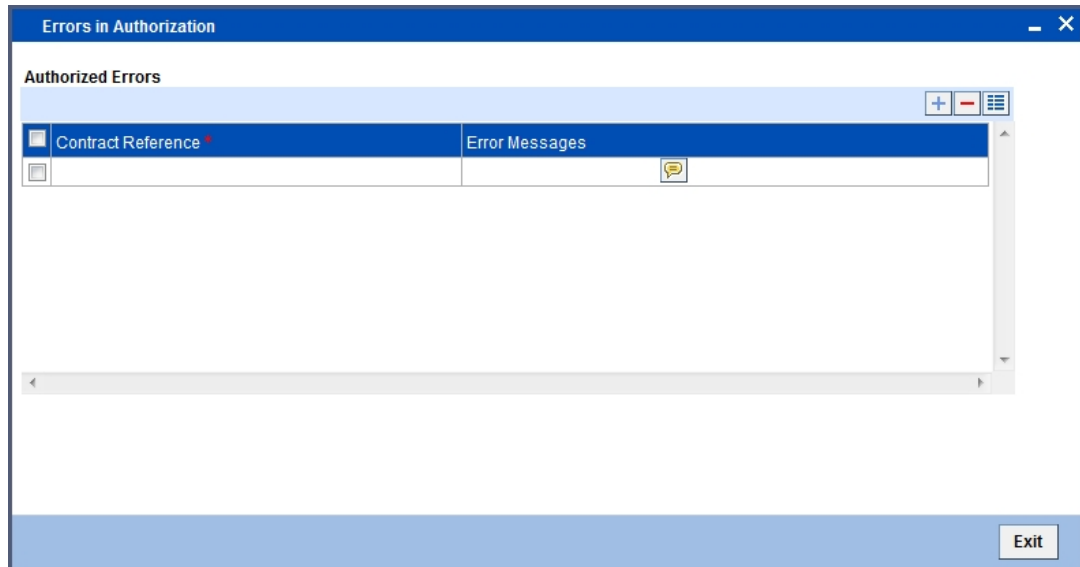 Errors in Authorization
Authorized Errors
Contract Reference * Error Messages
Exit